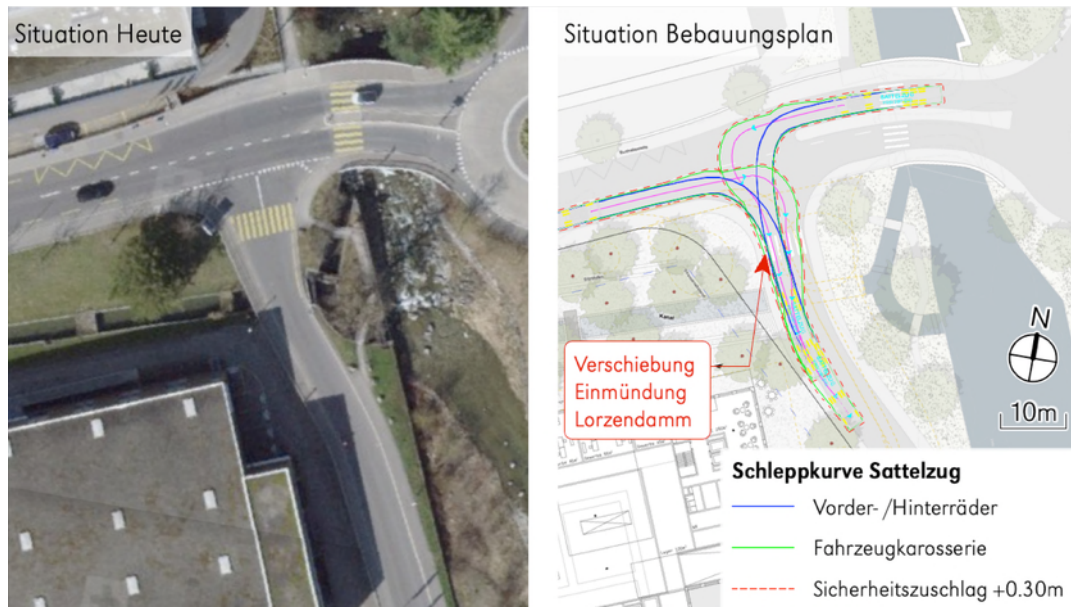 Situation Heute
Situation Bebauungsplan
Verschiebung
Einmündung
Lorzendamm
N
10m
Schleppkurve Sattelzug
Vorder- /Hinterräder
Fahrzeugkarosserie
Sicherheitszuschlag +0.30m